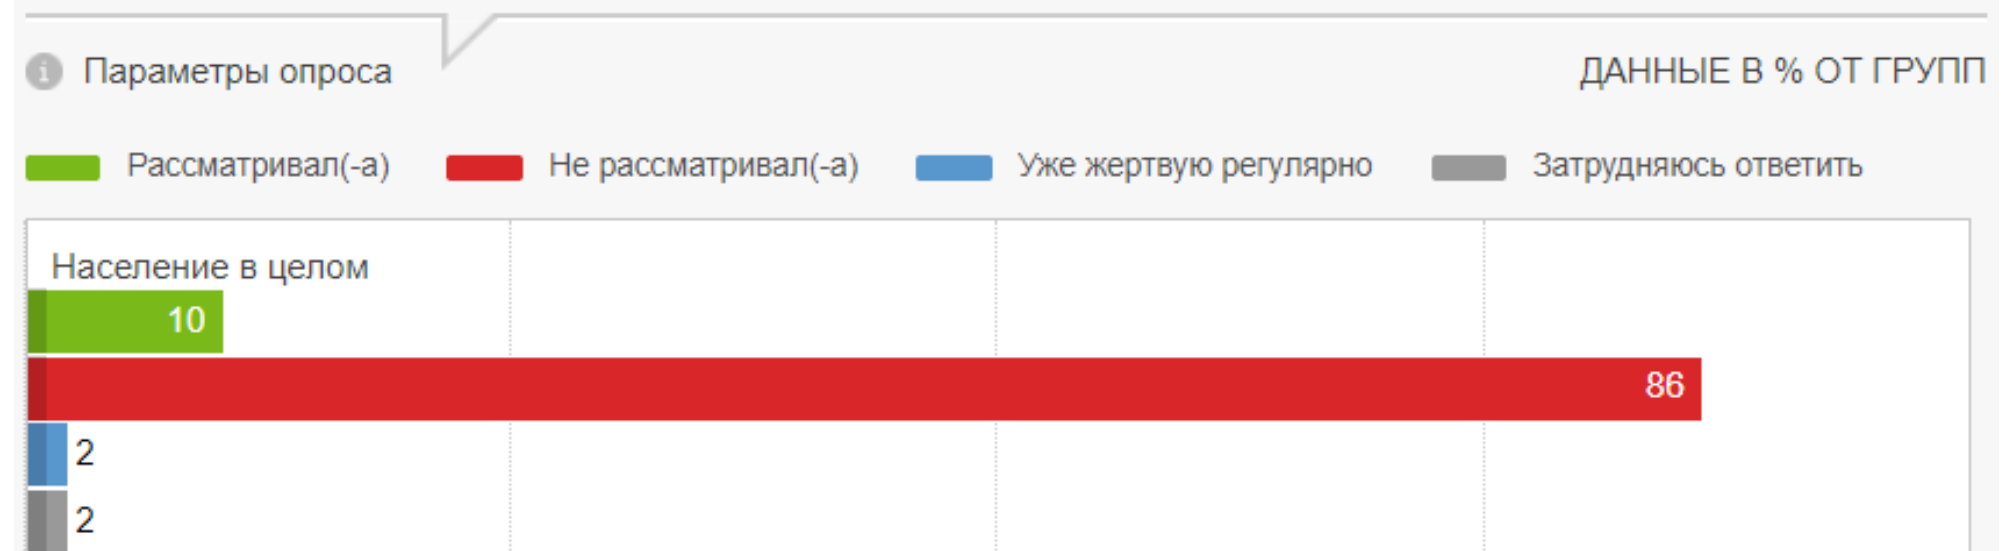 Параметры опроса ДАННЫЕ В % ОТ ГРУПП
Рассматривал(-а) Не рассматривал(-а) Уже жертвую регулярно Затрудняюсь ответить
Население в целом
10
86
2
2